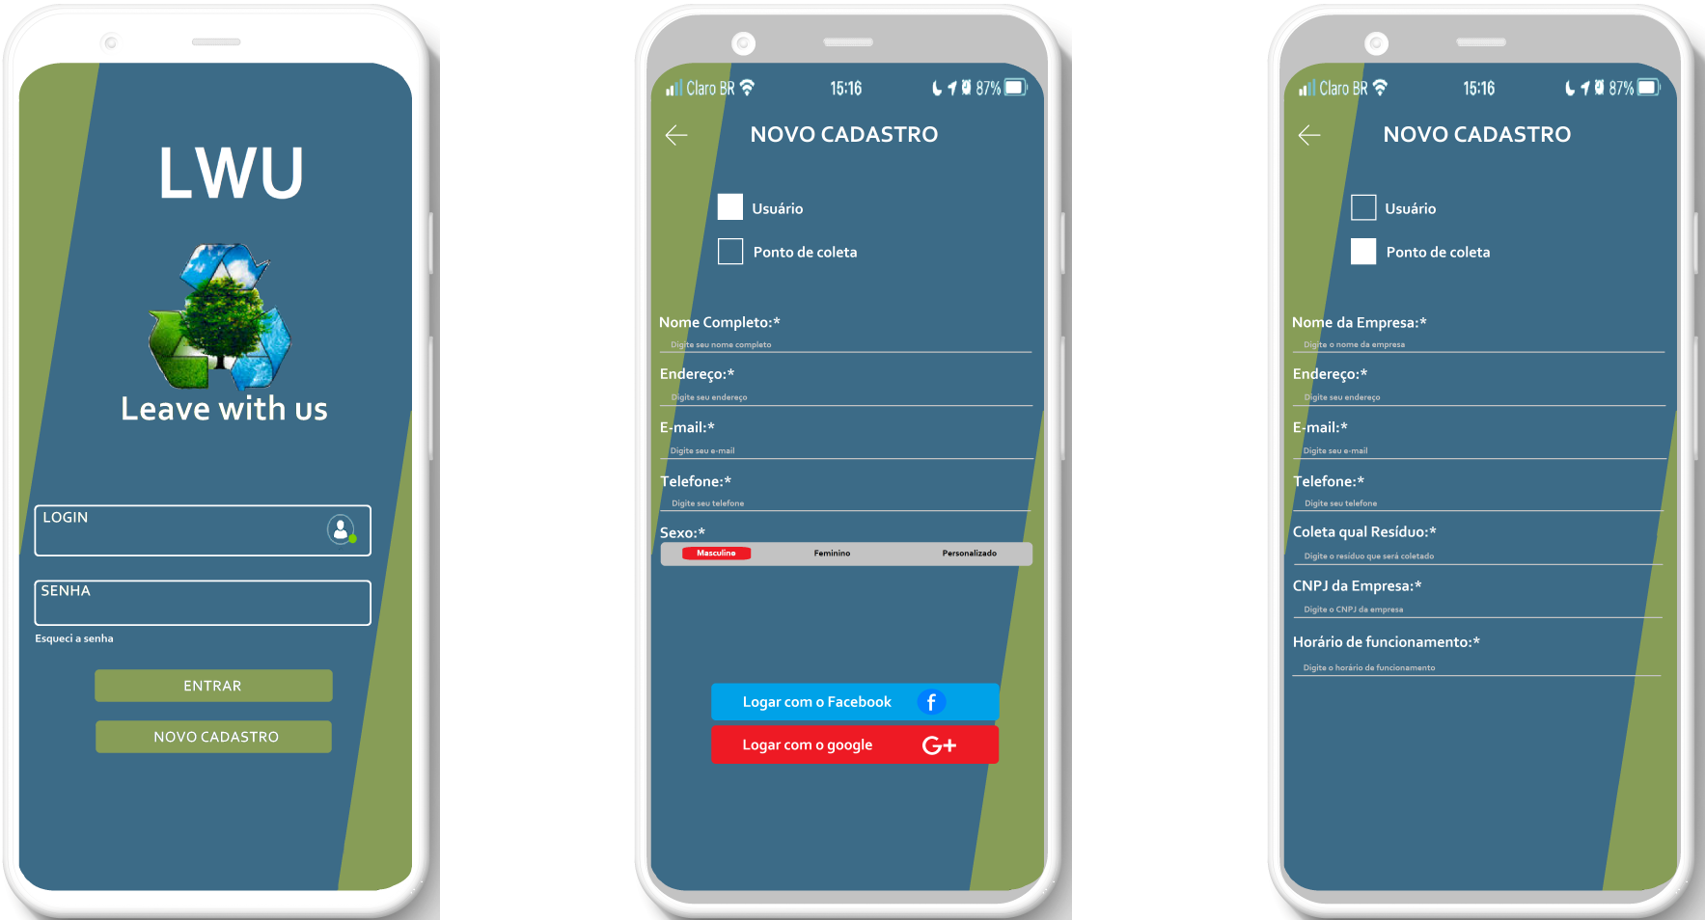 LWU
Leave with us
LOGIN
SENHA
Esqueci a senha
ENTRAR
NOVO CADASTRO
Claro BR 15:16 87%
NOVO CADASTRO
Usuário
Ponto de coleta
Nome Completo:*
Digite seu nome completo
Endereço:*
Digite seu endereço
E-mail:*
Digite seu e-mail
Telefone:*
Digite seu telefone
Sexo:*
Masculino Feminino Personalizado
Logar com o Facebook f
Logar com o google G+
Claro BR 15:16 87%
NOVO CADASTRO
Usuário
Ponto de coleta
Nome da Empresa:*
Digite o nome da empresa
Endereço:*
Digite seu endereço
E-mail:*
Digite seu e-mail
Telefone:*
Digite seu telefone
Coleta qual Resíduo:*
Digite o resíduo que será coletado
CNPJ da Empresa:*
Digite o CNPJ da empresa
Horário de funcionamento:*
Digite o horário de funcionamento